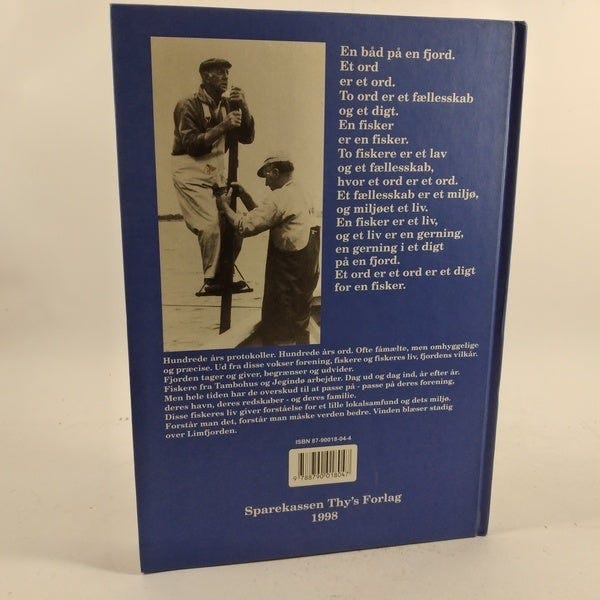 En båd på en fjord.
Et ord
er et ord.
To ord er et fællesskab
og et digt.
En fisker
er en fisker.
To fiskere er et lav
og et fællesskab,
hvor et ord er et ord.
Et fællesskab er et miljø,
og miljøet et liv.
En fisker er et liv,
og et liv er en gerning,
en gerning i et digt
på en fjord.
Et ord er et ord er et digt
for en fisker.
Hundrede års protokoller. Hundrede års ord. Ofte fåmælte, men omhyggelige
og præcise. Ud fra disse vokser forening, fiskere og fiskeres liv, fjordens vilkår.
Fjorden tager og giver, begrænser og udvider.
Fiskere fra Tambohus og Jegindø arbejder. Dag ud og dag ind, år efter år.
Men hele tiden har de overskud til at passe på - passe på deres forening,
deres havn, deres redskaber - og deres familie.
Disse fiskeres liv giver forståelse for et lille lokalsamfund og dets miljø.
Forstår man det, forstår man måske verden bedre. Vinden blæser stadig
over Limfjorden.
ISBN 87-90018-04-4
9 788790 018047
Sparekassen Thy's Forlag
1998